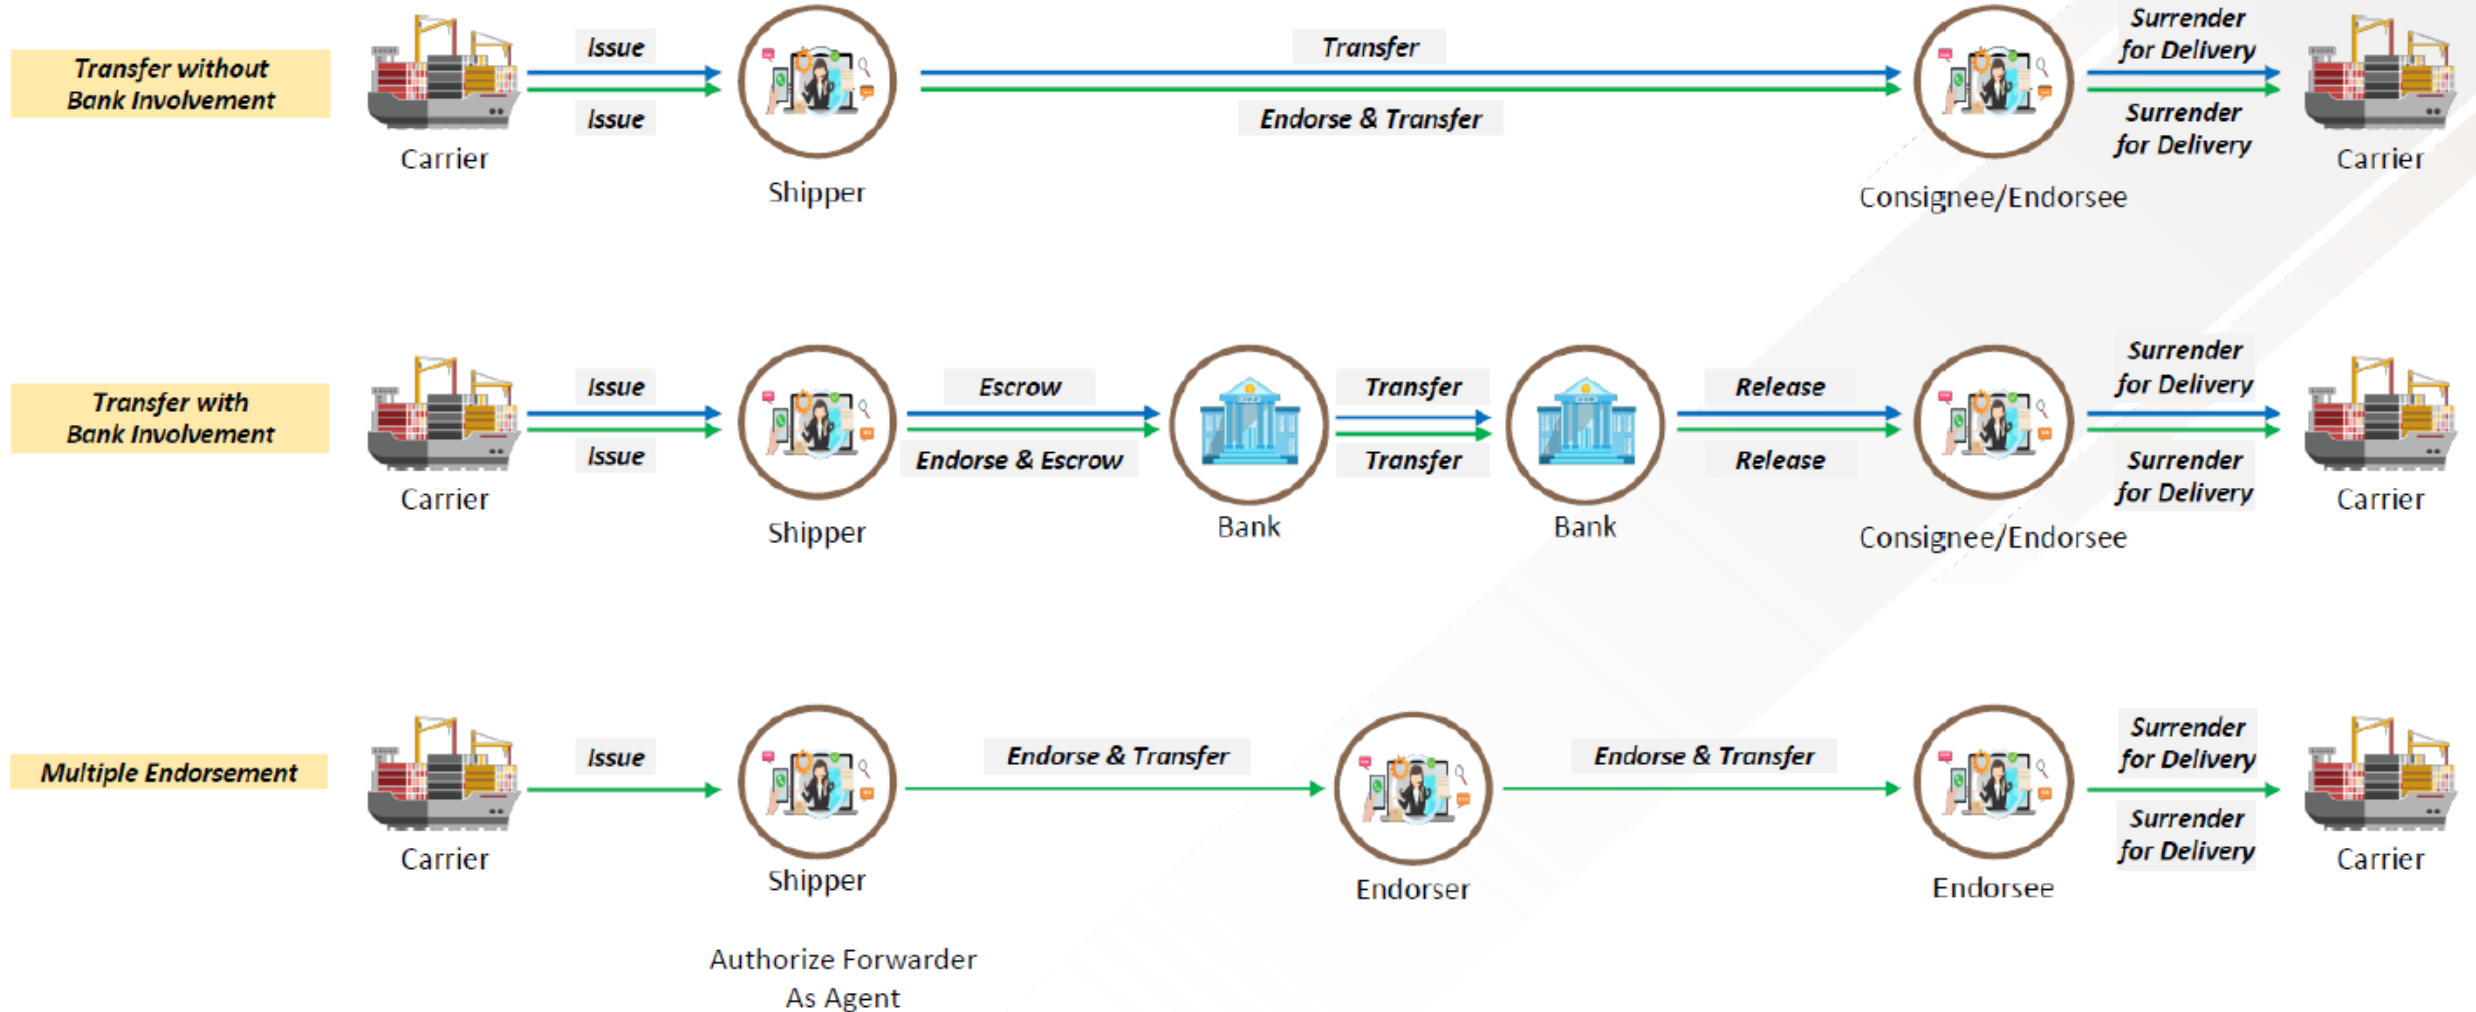 Transfer without
Bank Involvement
Carrier
Issue
Issue
Shipper
Transfer
Endorse & Transfer
Consignee/Endorsee
Surrender
for Delivery
Surrender
for Delivery
Carrier
Transfer with
Bank Involvement
Carrier
Issue
Issue
Shipper
Escrow
Endorse & Escrow
Bank
Transfer
Transfer
Bank
Release
Release
Consignee/Endorsee
Surrender
for Delivery
Surrender
for Delivery
Carrier
Multiple Endorsement
Carrier
Issue
Shipper
Authorize Forwarder
As Agent
Endorse & Transfer
Endorser
Endorse & Transfer
Endorsee
Surrender
for Delivery
Surrender
for Delivery
Carrier